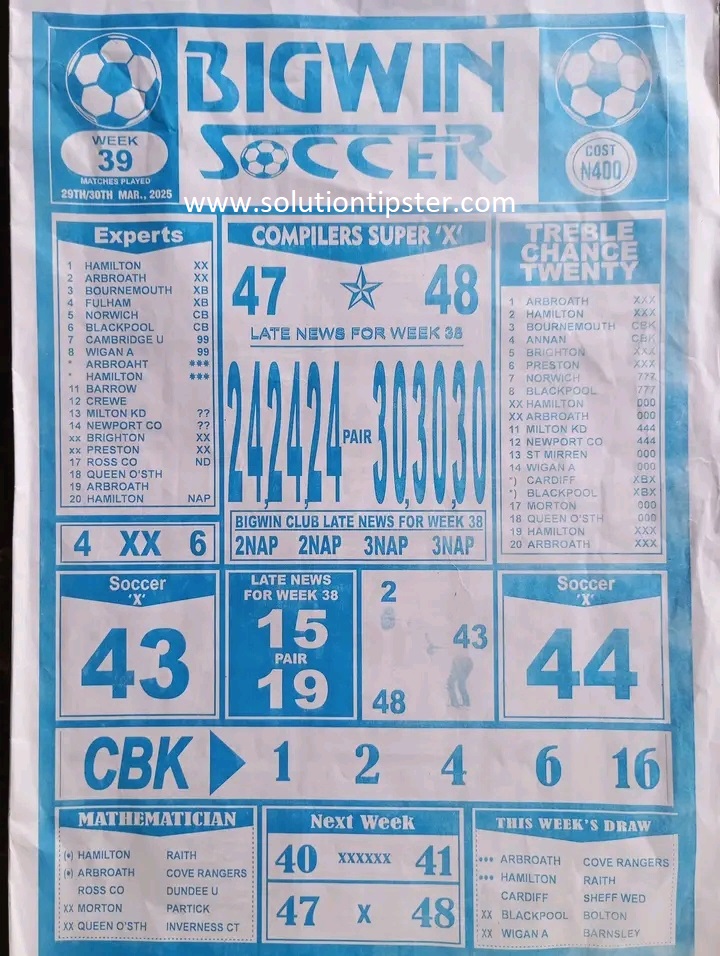 BIGWIN
SOCCER
WEEK
39
MATCHES PLAYED
29TH/30TH MAR., 2025
COST
N400
www.solutiontipster.com
Experts
1 HAMILTON XX
2 ARBROATH XX
3 BOURNEMOUTH XB
4 FULHAM XB
5 NORWICH CB
6 BLACKPOOL CB
7 CAMBRIDGE U 99
8 WIGAN A 99
* ARBROAHT ***
* HAMILTON ***
11 BARROW
12 CREWE
13 MILTON KD ??
14 NEWPORT CO ??
xx BRIGHTON XX
xx PRESTON XX
17 ROSS CO ND
18 QUEEN O'STH
19 ARBROATH
20 HAMILTON NAP
4 XX 6
COMPILERS SUPER 'X'
47 48
LATE NEWS FOR WEEK 38
24,24,24 PAIR 30,30,30
BIGWIN CLUB LATE NEWS FOR WEEK 38
2NAP 2NAP 3NAP 3NAP
TREBLE
CHANCE
TWENTY
1 ARBROATH XXX
2 HAMILTON XXX
3 BOURNEMOUTH CBK
4 ANNAN CBK
5 BRIGHTON XXX
6 PRESTON XXX
7 NORWICH 777
8 BLACKPOOL 777
XX HAMILTON 000
XX ARBROATH 000
11 MILTON KD 444
12 NEWPORT CO 444
13 ST MIRREN 000
14 WIGAN A 000
*) CARDIFF XBX
*) BLACKPOOL XBX
17 MORTON 000
18 QUEEN O'STH 000
19 HAMILTON XXX
20 ARBROATH XXX
Soccer
'X'
43
LATE NEWS
FOR WEEK 38
15
PAIR
19
2
43
48
Soccer
'X'
44
CBK 1 2 4 6 16
MATHEMATICIAN
(•) HAMILTON RAITH
(•) ARBROATH COVE RANGERS
ROSS CO DUNDEE U
XX MORTON PARTICK
XX QUEEN O'STH INVERNESS CT
Next Week
40 XXXXXX 41
47 X 48
THIS WEEK'S DRAW
••• ARBROATH COVE RANGERS
••• HAMILTON RAITH
CARDIFF SHEFF WED
XX BLACKPOOL BOLTON
XX WIGAN A BARNSLEY